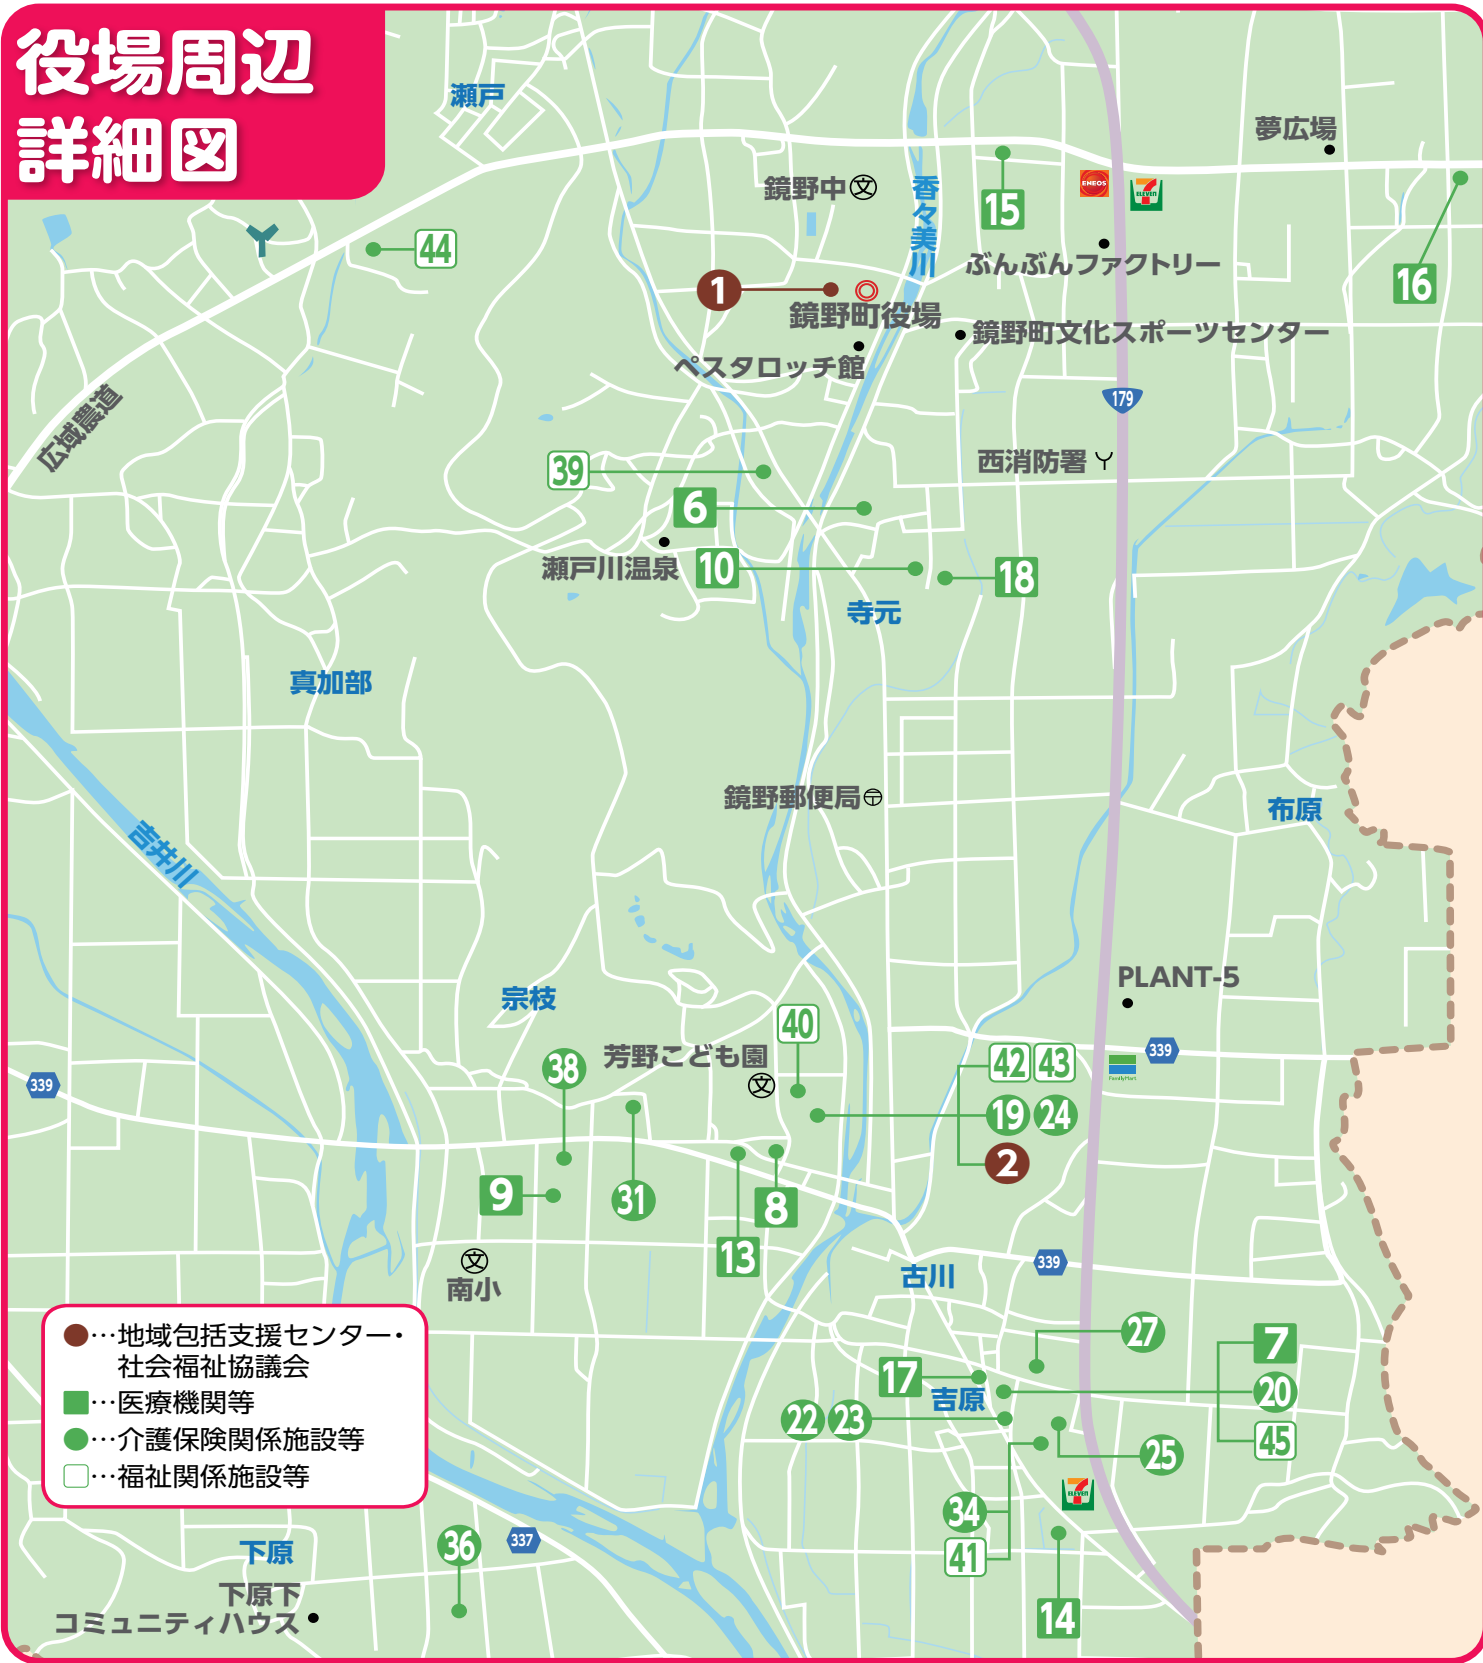 役場周辺
詳細図
瀬戸
夢広場
鏡野中
文
香々美川
15
ENEOS
7
ELEVEN
44
ぶんぶんファクトリー
16
1
鏡野町役場
鏡野町文化スポーツセンター
ペスタロッチ館
179
広域農道
39
西消防署
6
瀬戸川温泉
10
18
寺元
真加部
鏡野郵便局
布原
吉井川
PLANT-5
宗枝
40
芳野こども園
文
42 43
339
FamilyMart
38
339
19 24
2
9
31
8
13
文
南小
古川
339
27
7
17
吉原
20
22 23
45
25
34
7
ELEVEN
41
14
●…地域包括支援センター・
社会福祉協議会
■…医療機関等
●…介護保険関係施設等
□…福祉関係施設等
下原
36
337
下原下
コミュニティハウス